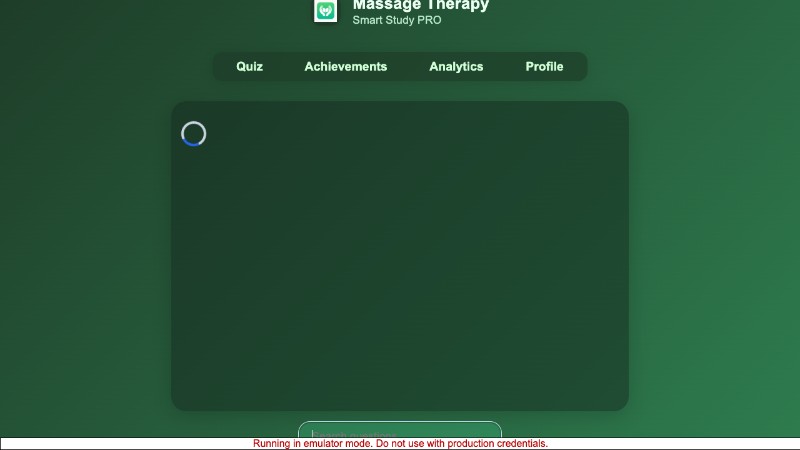 Massage Therapy
Smart Study PRO
Quiz
Achievements
Analytics
Profile
Running in emulator mode. Do not use with production credentials.